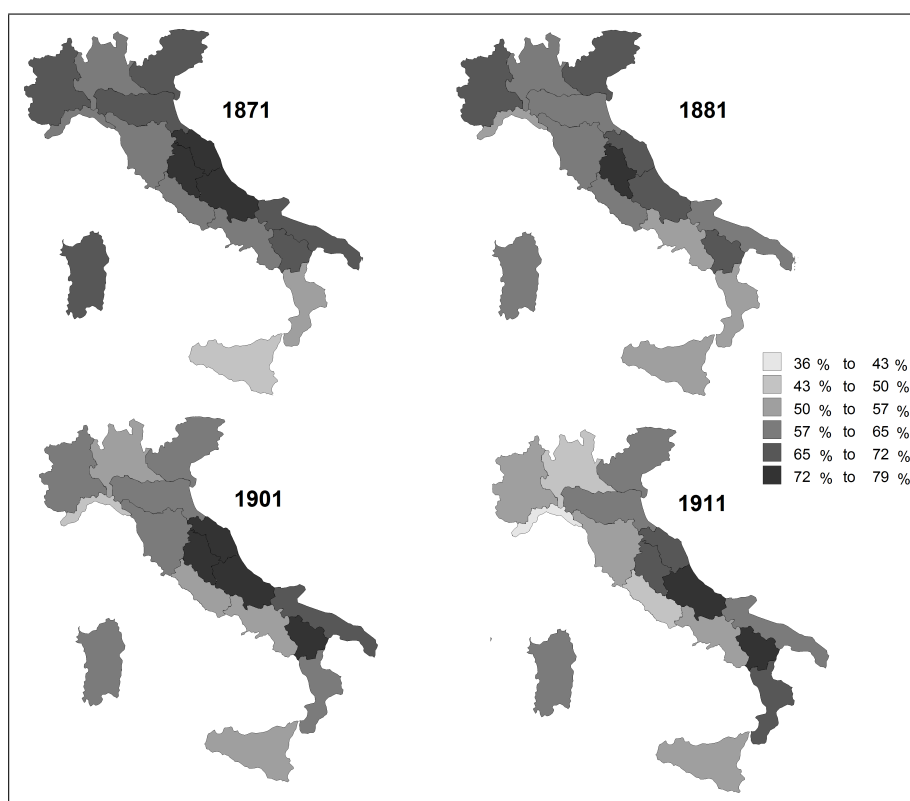 1871
1881
36 % to 43 %
43 % to 50 %
50 % to 57 %
57 % to 65 %
65 % to 72 %
72 % to 79 %
1901
1911